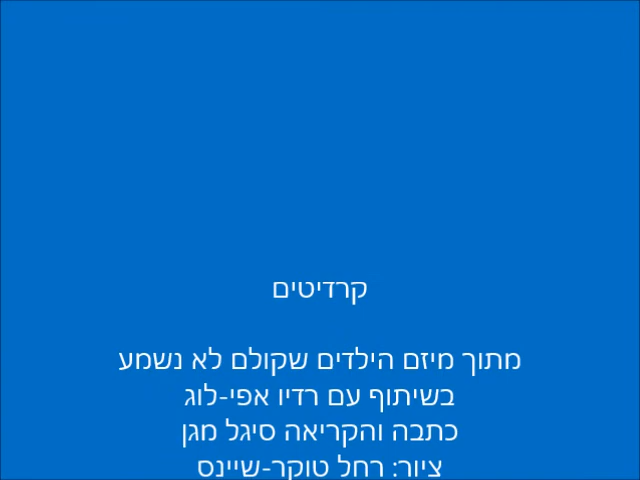 קרדיטים
מתוך מיזם הילדים שקולם לא נשמע
בשיתוף עם רדיו אפי-לוג
כתבה והקריאה סיגל מגן
ציור: רחל טוקר-שיינס